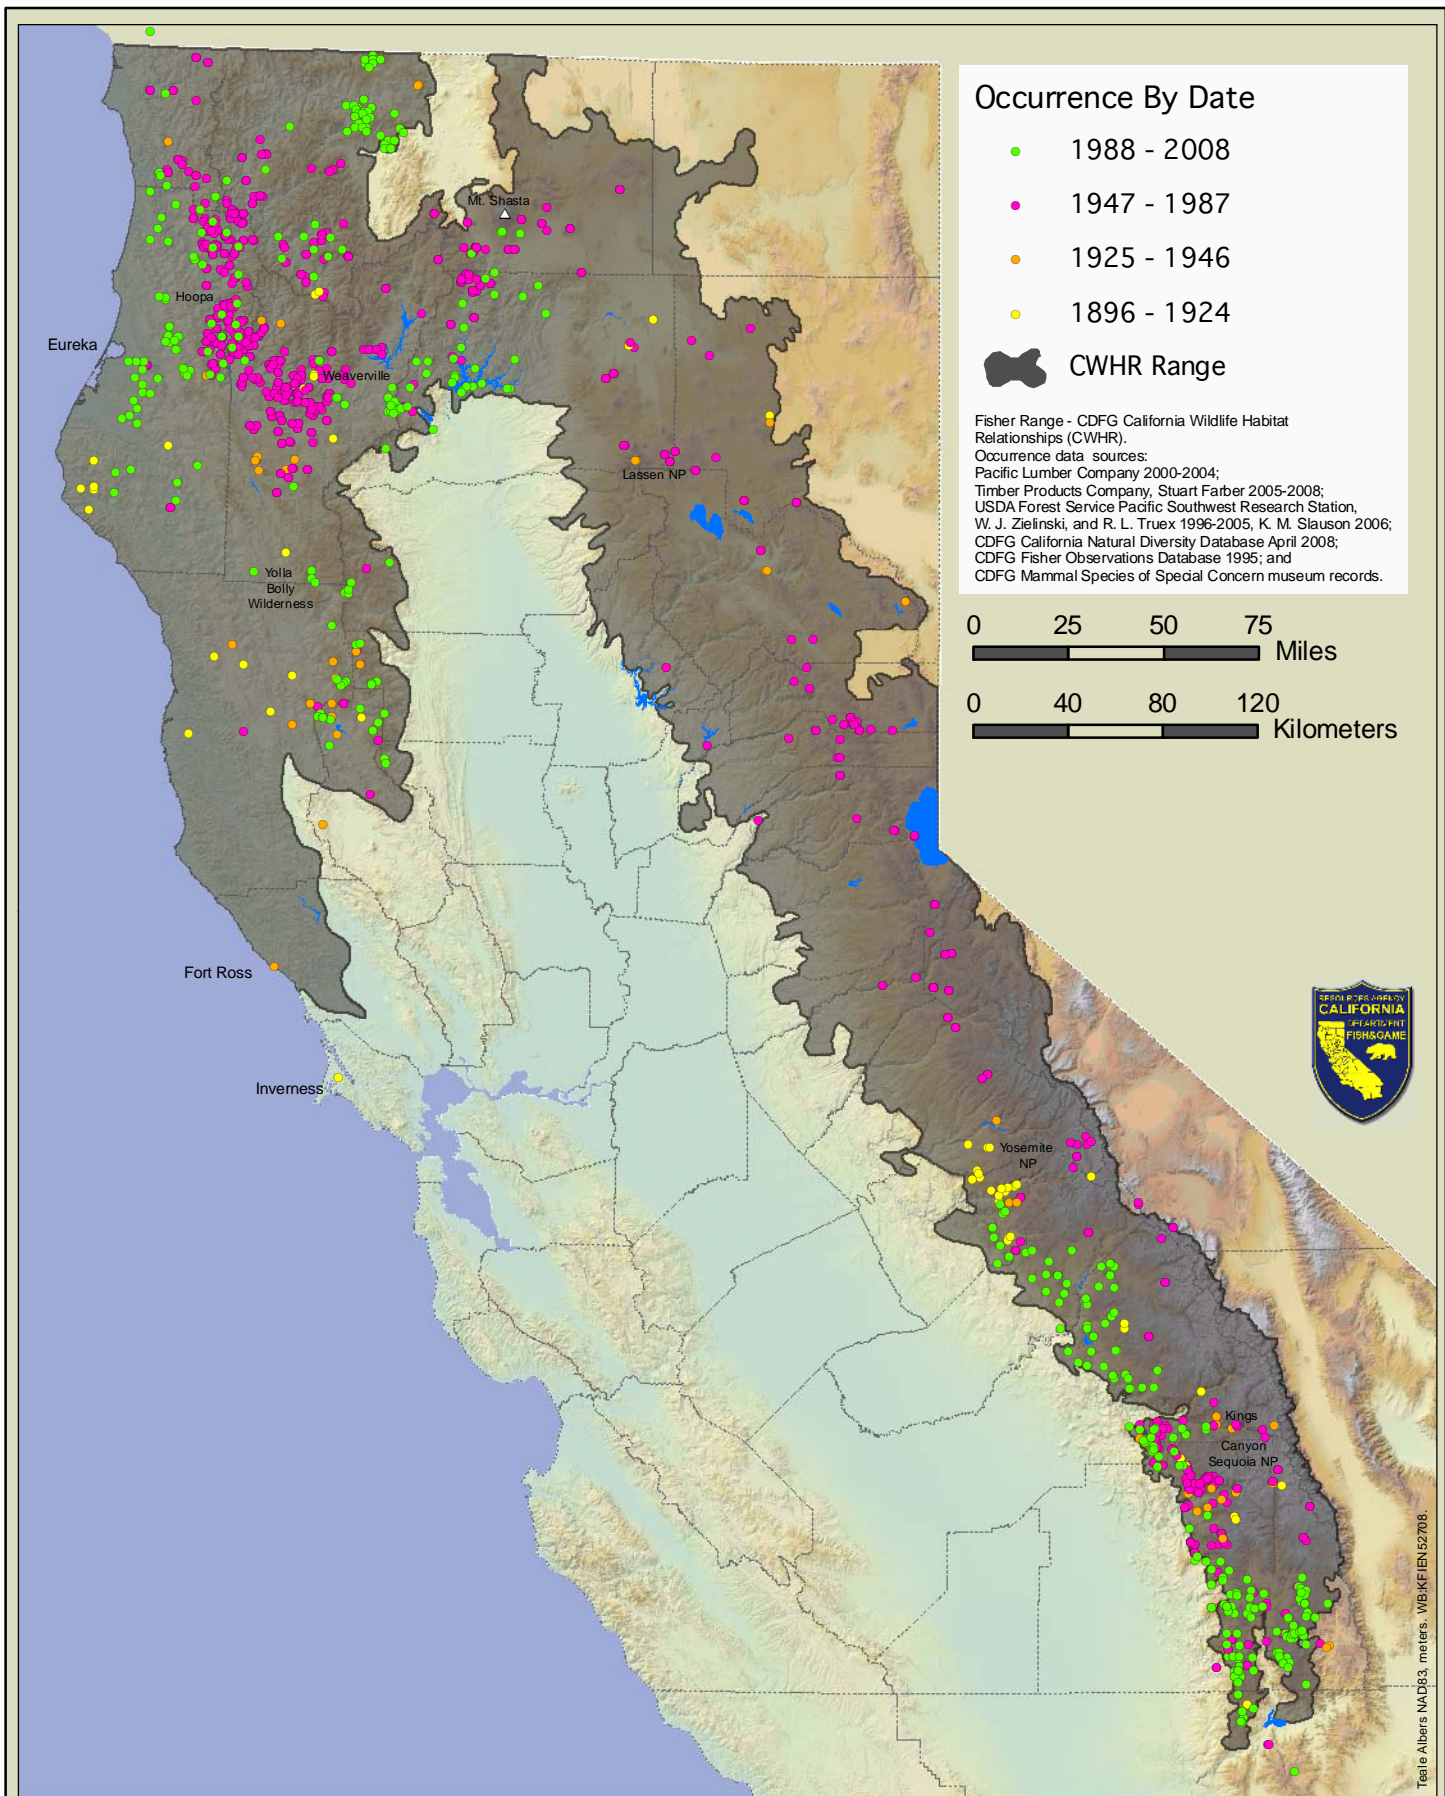 Occurrence By Date
1988 - 2008
1947 - 1987
1925 - 1946
1896 - 1924
CWHR Range
Fisher Range - CDFG California Wildlife Habitat
Relationships (CWHR).
Occurrence data sources:
Pacific Lumber Company 2000-2004;
Timber Products Company, Stuart Farber 2005-2008;
USDA Forest Service Pacific Southwest Research Station,
W. J. Zielinski, and R. L. Truex 1996-2005, K. M. Slauson 2006;
CDFG California Natural Diversity Database April 2008;
CDFG Fisher Observations Database 1995; and
CDFG Mammal Species of Special Concern museum records.
0 25 50 75
Miles
0 40 80 120
Kilometers
Mt. Shasta
Hoopa
Eureka
Weaverville
Lassen NP
Yolla
Bolly
Wilderness
Fort Ross
Inverness
RESOURCES AGENCY
CALIFORNIA
DEPARTMENT
FISH&GAME
Yosemite
NP
Kings
Canyon
Sequoia NP
Teale Albers NAD83, meters. WB:KFIEN52708.